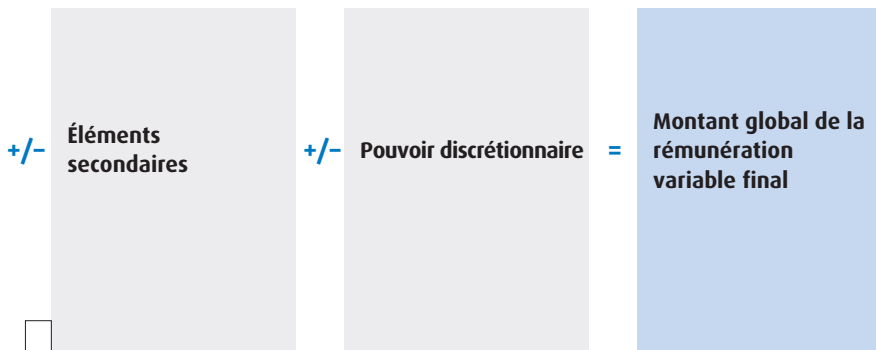 +/–
Éléments
secondaires
+/–
Pouvoir discrétionnaire
=
Montant global de la
rémunération
variable final